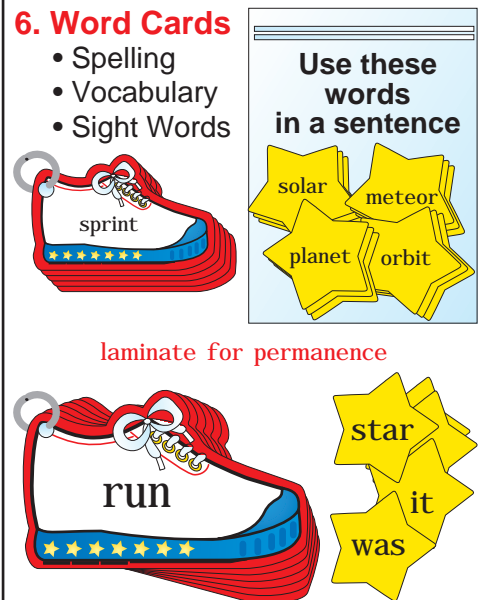 6. Word Cards
• Spelling
• Vocabulary
• Sight Words
sprint
Use these
words
in a sentence
solar
meteor
planet
orbit
laminate for permanence
run
star
it
was